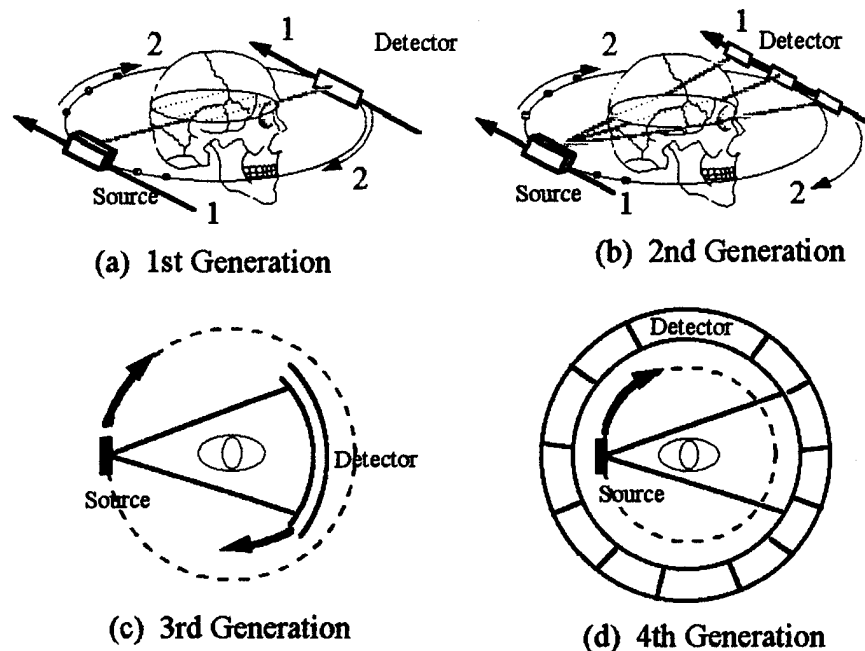 1
Detector
2
Source
1
2
(a) 1st Generation
1
Detector
2
Source
1
2
(b) 2nd Generation
Detector
Source
(c) 3rd Generation
Detector
Source
(d) 4th Generation